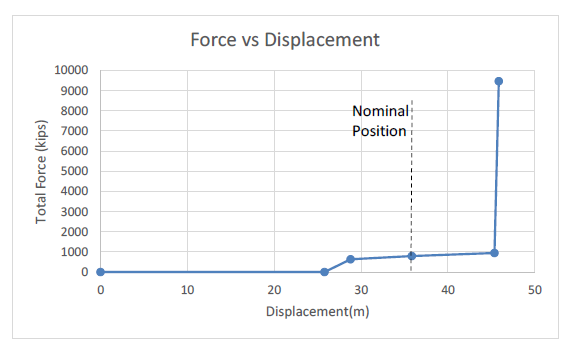 Force vs Displacement
10000
9000
8000
7000
6000
5000
4000
3000
2000
1000
0
Total Force (kips)
Nominal
Position
0 10 20 30 40 50
Displacement(m)